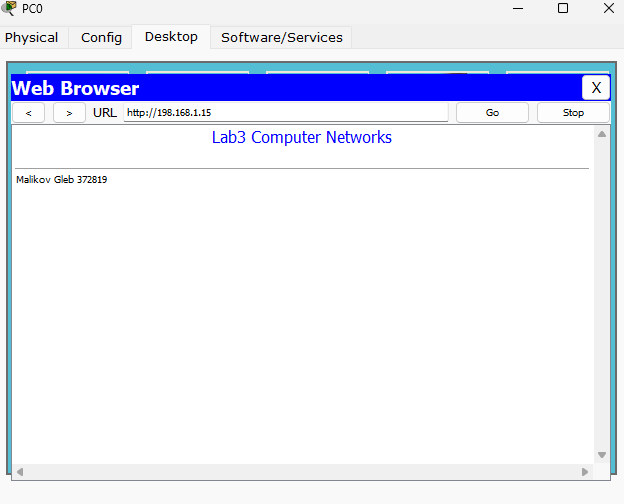 PC0
Physical Config Desktop Software/Services
Web Browser X
< > URL http://198.168.1.15 Go Stop
Lab3 Computer Networks
Malikov Gleb 372819